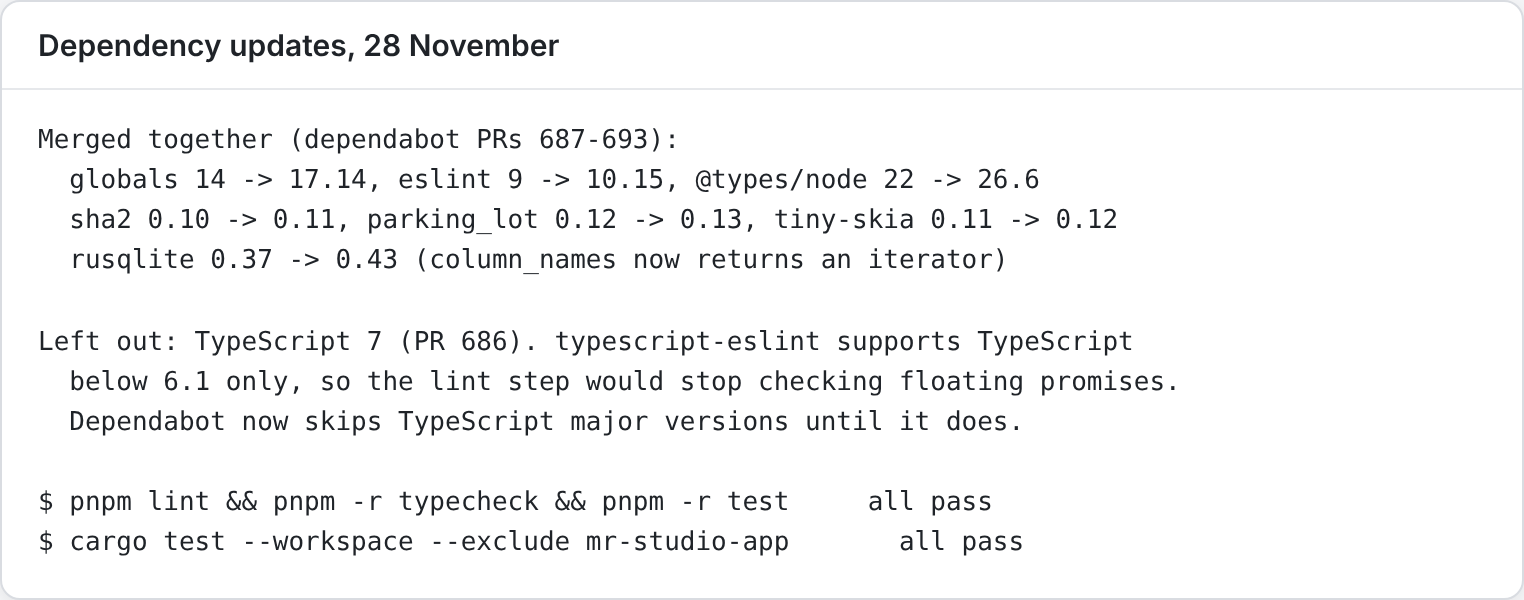 Dependency updates, 28 November
Merged together (dependabot PRs 687-693):
globals 14 -> 17.14, eslint 9 -> 10.15, @types/node 22 -> 26.6
sha2 0.10 -> 0.11, parking_lot 0.12 -> 0.13, tiny-skia 0.11 -> 0.12
rusqlite 0.37 -> 0.43 (column_names now returns an iterator)
Left out: TypeScript 7 (PR 686). typescript-eslint supports TypeScript
below 6.1 only, so the lint step would stop checking floating promises.
Dependabot now skips TypeScript major versions until it does.
$ pnpm lint && pnpm -r typecheck && pnpm -r test     all pass
$ cargo test --workspace --exclude mr-studio-app       all pass